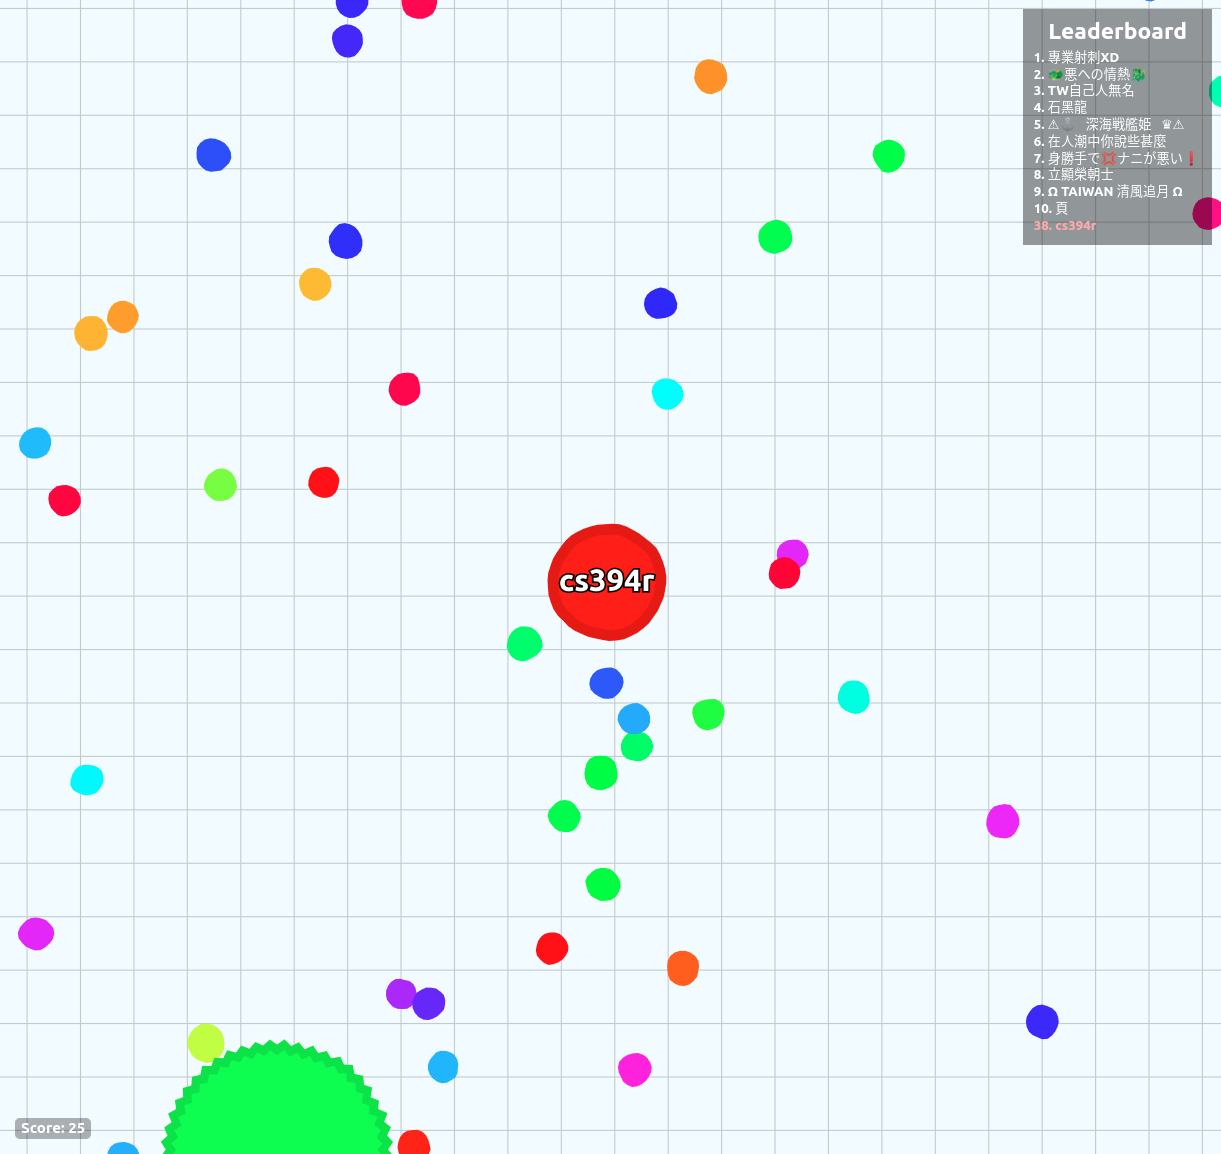 Leaderboard
1. 專業射刺XD
2. 🐲悪への情熱🐉
3. TW自己人無名
4. 石黑龍
5. ⚠⚓ 深海戦艦姫 ♛⚠
6. 在人潮中你說些甚麼
7. 身勝手で💢ナニが悪い❗
8. 立顯榮朝士
9. Ω TAIWAN 清風追月 Ω
10. 頁
38. cs394r
cs394r
Score: 25